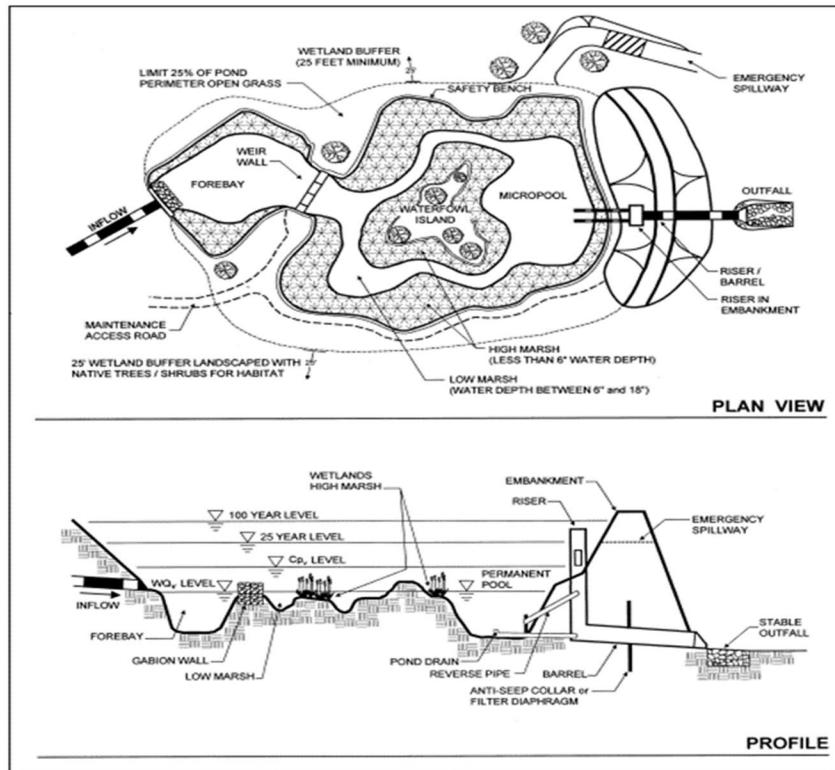 WETLAND BUFFER
(25 FEET MINIMUM)
25'
LIMIT 25% OF POND
PERIMETER OPEN GRASS
SAFETY BENCH
EMERGENCY
SPILLWAY
WEIR
WALL
FOREBAY
WATERFOWL
ISLAND
MICROPOOL
OUTFALL
INFLOW
RISER /
BARREL
RISER IN
EMBANKMENT
MAINTENANCE
ACCESS ROAD
HIGH MARSH
(LESS THAN 6" WATER DEPTH)
25' WETLAND BUFFER LANDSCAPED WITH
NATIVE TREES / SHRUBS FOR HABITAT
25'
LOW MARSH
(WATER DEPTH BETWEEN 6" and 18")
PLAN VIEW
WETLANDS
HIGH MARSH
EMBANKMENT
RISER
100 YEAR LEVEL
EMERGENCY
SPILLWAY
25 YEAR LEVEL
Cpv LEVEL
WQv LEVEL
PERMANENT
POOL
INFLOW
FOREBAY
STABLE
OUTFALL
GABION WALL
POND DRAIN
LOW MARSH
REVERSE PIPE
BARREL
ANTI-SEEP COLLAR or
FILTER DIAPHRAGM
PROFILE